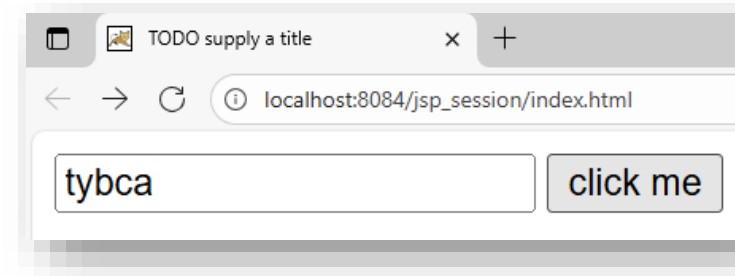 TODO supply a title
localhost:8084/jsp_session/index.html
tybca click me